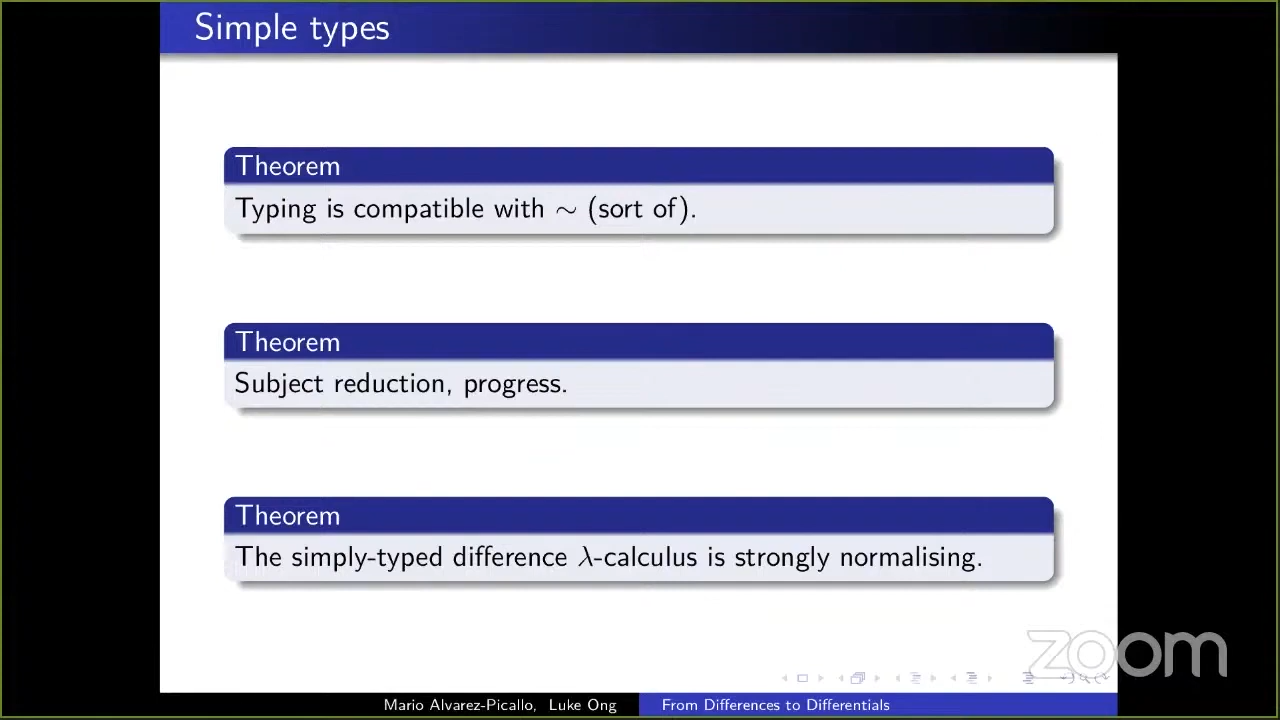 Simple types
Theorem
Typing is compatible with ∼ (sort of).
Theorem
Subject reduction, progress.
Theorem
The simply-typed difference λ-calculus is strongly normalising.
zoom
Mario Alvarez-Picallo, Luke Ong
From Differences to Differentials